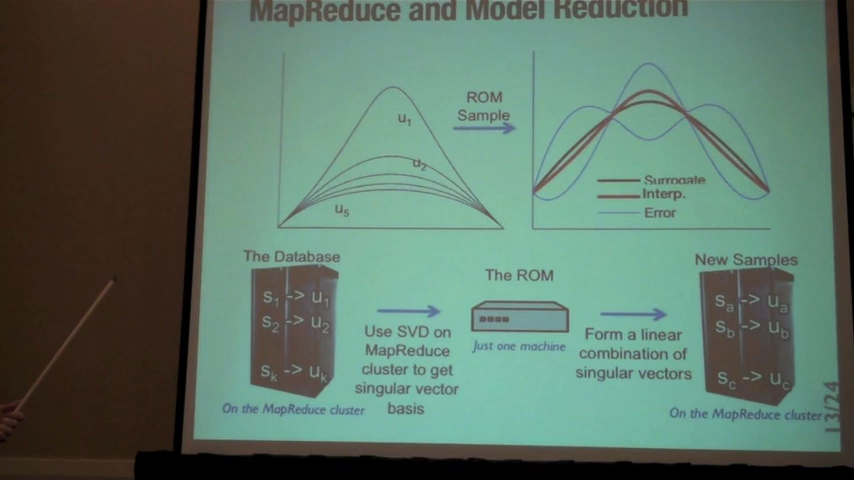 MapReduce and Model Reduction
u1
u2
u5
ROM
Sample
Surrogate
Interp.
Error
The Database
s1 -> u1
s2 -> u2
sk -> uk
On the MapReduce cluster
Use SVD on
MapReduce
cluster to get
singular vector
basis
The ROM
Just one machine
Form a linear
combination of
singular vectors
New Samples
sa -> ua
sb -> ub
sc -> uc
On the MapReduce cluster
13/24